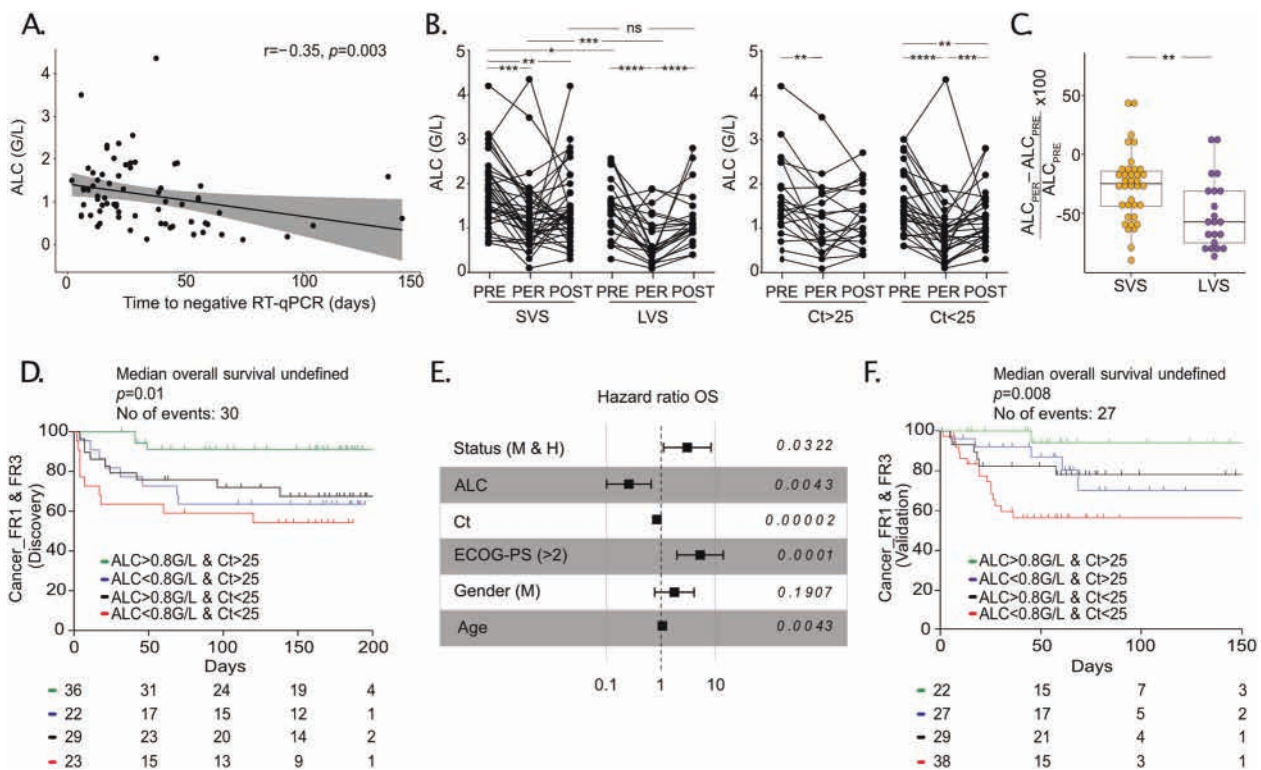 A.
r=−0.35, p=0.003
ALC (G/L)
4
3
2
1
0
0
50
100
150
Time to negative RT-qPCR (days)
B.
ns
***
*
**
***
****
****
ALC (G/L)
5
4
3
2
1
0
PRE PER POST PRE PER POST
SVS
LVS
**
**
****
***
ALC (G/L)
5
4
3
2
1
0
PRE PER POST PRE PER POST
Ct>25
Ct<25
C.
**
ALC_PER − ALC_PRE x100
ALC_PRE
50
0
-50
SVS
LVS
D.
Median overall survival undefined
p=0.01
No of events: 30
Cancer_FR1 & FR3
(Discovery)
100
80
60
40
20
0
ALC>0.8G/L & Ct>25
ALC<0.8G/L & Ct>25
ALC>0.8G/L & Ct<25
ALC<0.8G/L & Ct<25
0 50 100 150 200
Days
36 31 24 19 4
22 17 15 12 1
29 23 20 14 2
23 15 13 9 1
E.
Hazard ratio OS
Status (M & H) 0.0322
ALC 0.0043
Ct 0.00002
ECOG-PS (>2) 0.0001
Gender (M) 0.1907
Age 0.0043
0.1 1 10
F.
Median overall survival undefined
p=0.008
No of events: 27
Cancer_FR1 & FR3
(Validation)
100
80
60
40
20
0
ALC>0.8G/L & Ct>25
ALC<0.8G/L & Ct>25
ALC>0.8G/L & Ct<25
ALC<0.8G/L & Ct<25
0 50 100 150
Days
22 15 7 3
27 17 5 2
29 21 4 1
38 15 3 1